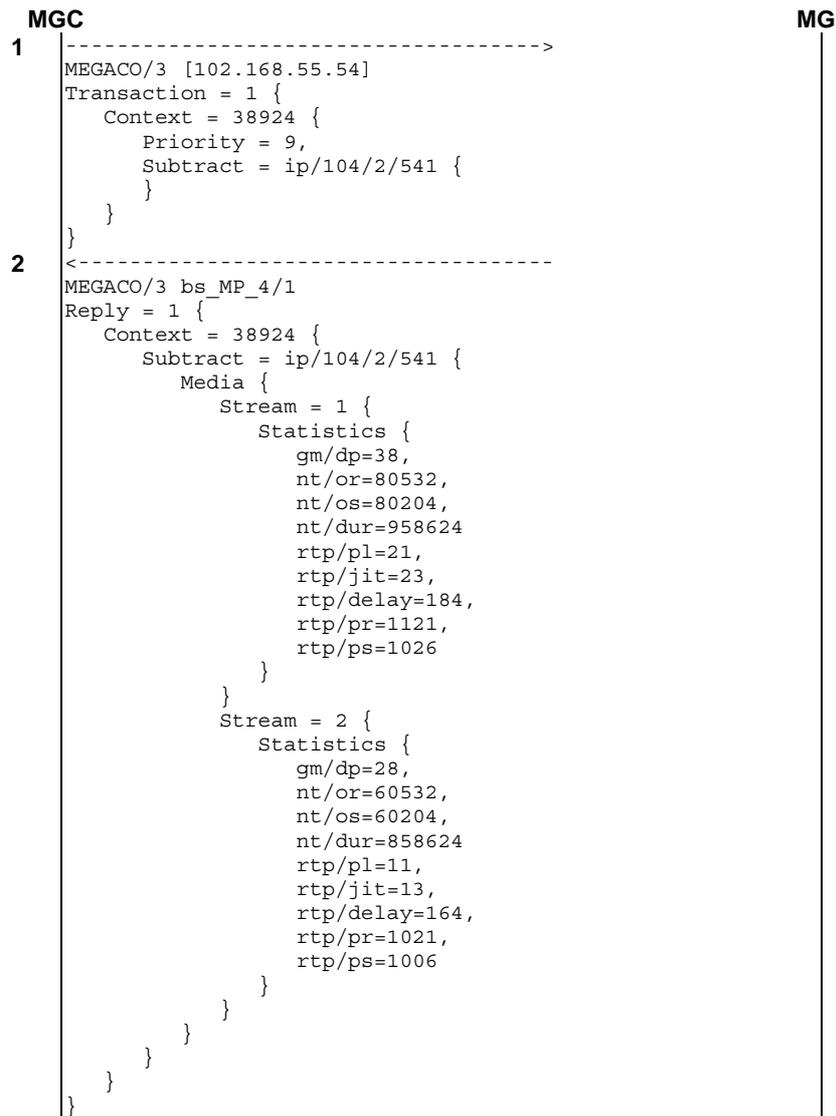 MGC MG
1 ------------------------------------->
MEGACO/3 [102.168.55.54]
Transaction = 1 {
Context = 38924 {
Priority = 9,
Subtract = ip/104/2/541 {
}
}
}
2 <-------------------------------------
MEGACO/3 bs_MP_4/1
Reply = 1 {
Context = 38924 {
Subtract = ip/104/2/541 {
Media {
Stream = 1 {
Statistics {
gm/dp=38,
nt/or=80532,
nt/os=80204,
nt/dur=958624
rtp/pl=21,
rtp/jit=23,
rtp/delay=184,
rtp/pr=1121,
rtp/ps=1026
}
}
Stream = 2 {
Statistics {
gm/dp=28,
nt/or=60532,
nt/os=60204,
nt/dur=858624
rtp/pl=11,
rtp/jit=13,
rtp/delay=164,
rtp/pr=1021,
rtp/ps=1006
}
}
}
}
}
}